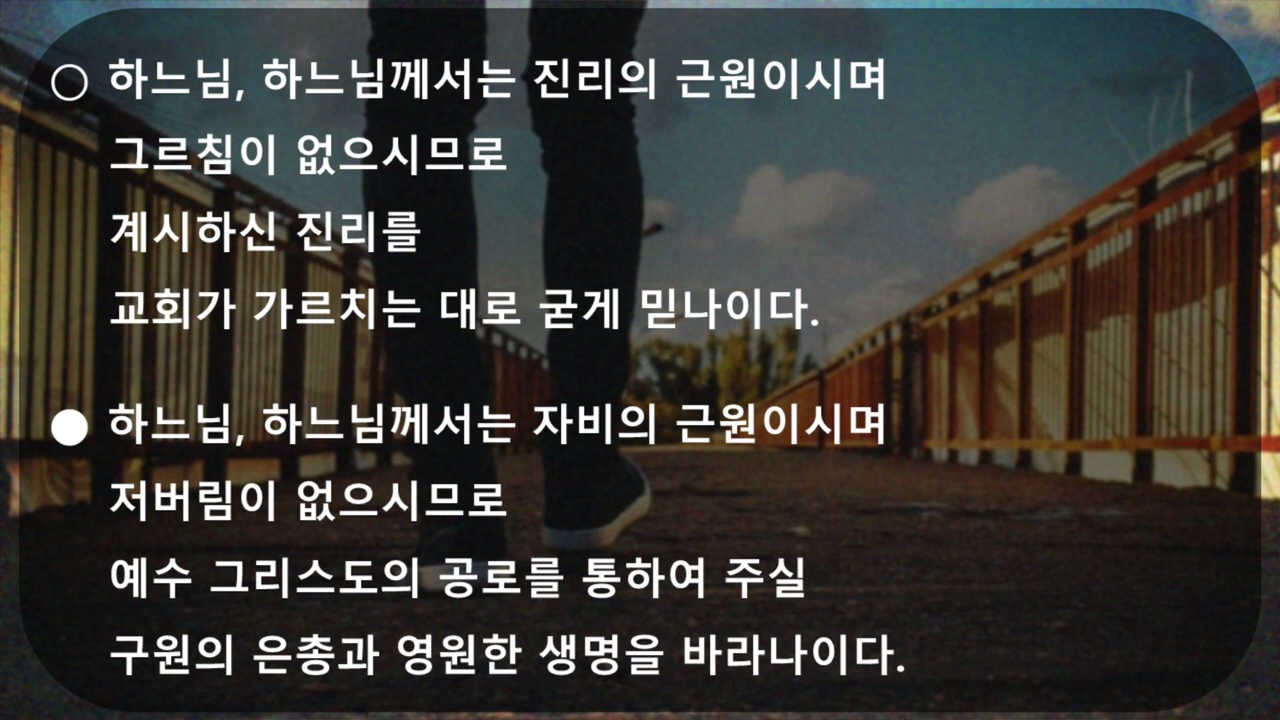 ○ 하느님, 하느님께서는 진리의 근원이시며
그르침이 없으시므로
계시하신 진리를
교회가 가르치는 대로 굳게 믿나이다.
● 하느님, 하느님께서는 자비의 근원이시며
저버림이 없으시므로
예수 그리스도의 공로를 통하여 주실
구원의 은총과 영원한 생명을 바라나이다.